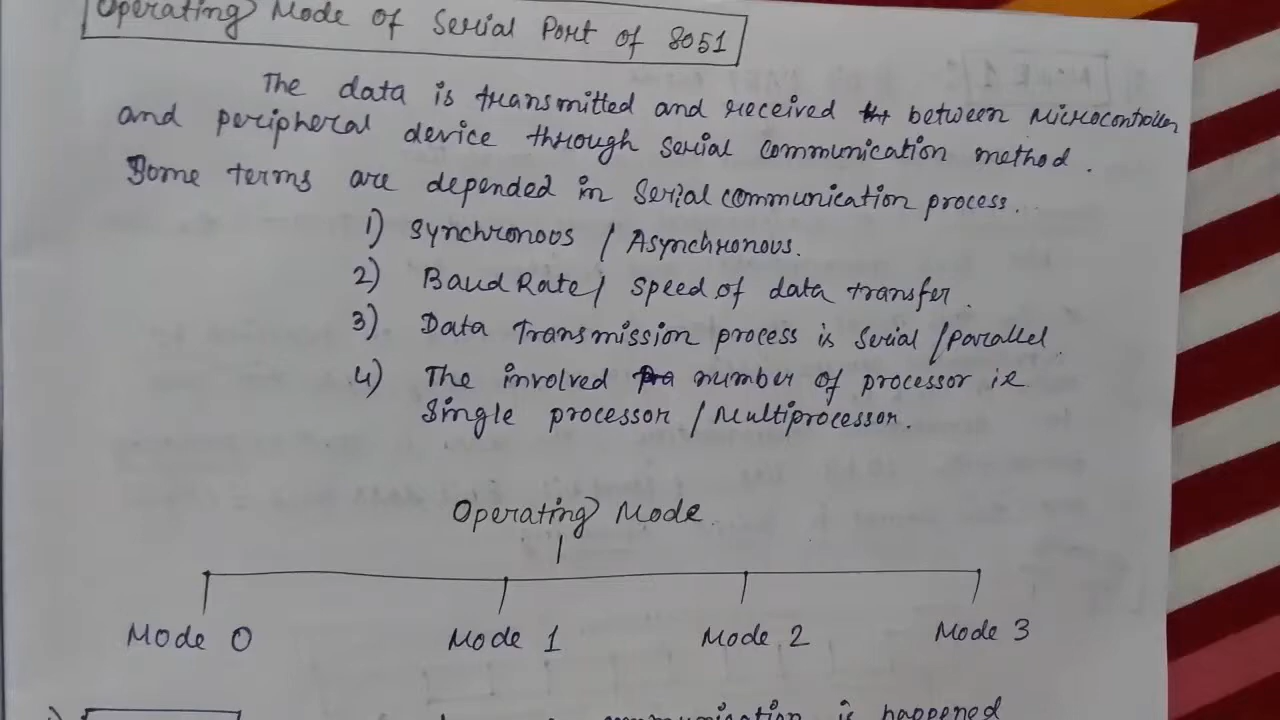 Operating Mode of Serial Port of 8051
The data is transmitted and received between Microcontroller
and peripheral device through serial communication method.
Some terms are depended in Serial communication process.
1) Synchronous / Asynchronous.
2) Baud Rate / speed of data transfer.
3) Data Transmission process is serial / parallel.
4) The involved number of processor ie
Single processor / Multiprocessor.
Operating Mode.
Mode 0 Mode 1 Mode 2 Mode 3
communication is happened